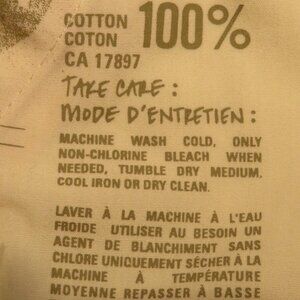 COTTON 100%
COTON
CA 17897
TAKE CARE :
MODE D'ENTRETIEN :
MACHINE WASH COLD, ONLY
NON-CHLORINE BLEACH WHEN
NEEDED, TUMBLE DRY MEDIUM,
COOL IRON OR DRY CLEAN.
LAVER À LA MACHINE À L'EAU
FROIDE UTILISER AU BESOIN UN
AGENT DE BLANCHIMENT SANS
CHLORE UNIQUEMENT SÉCHER À LA
MACHINE À TEMPÉRATURE
MOYENNE REPASSER À BASSE